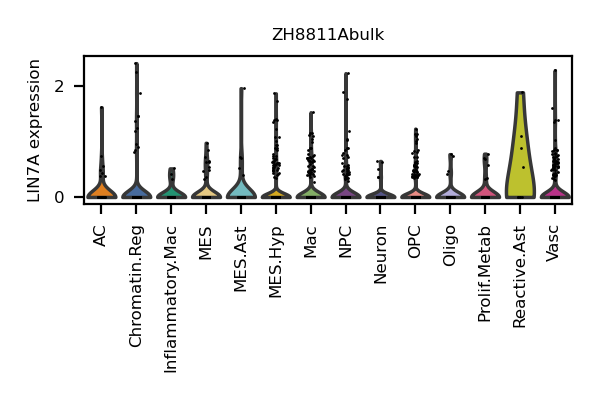 ZH8811Abulk
LIN7A expression
2
0
AC
Chromatin.Reg
Inflammatory.Mac
MES
MES.Ast
MES.Hyp
Mac
NPC
Neuron
OPC
Oligo
Prolif.Metab
Reactive.Ast
Vasc